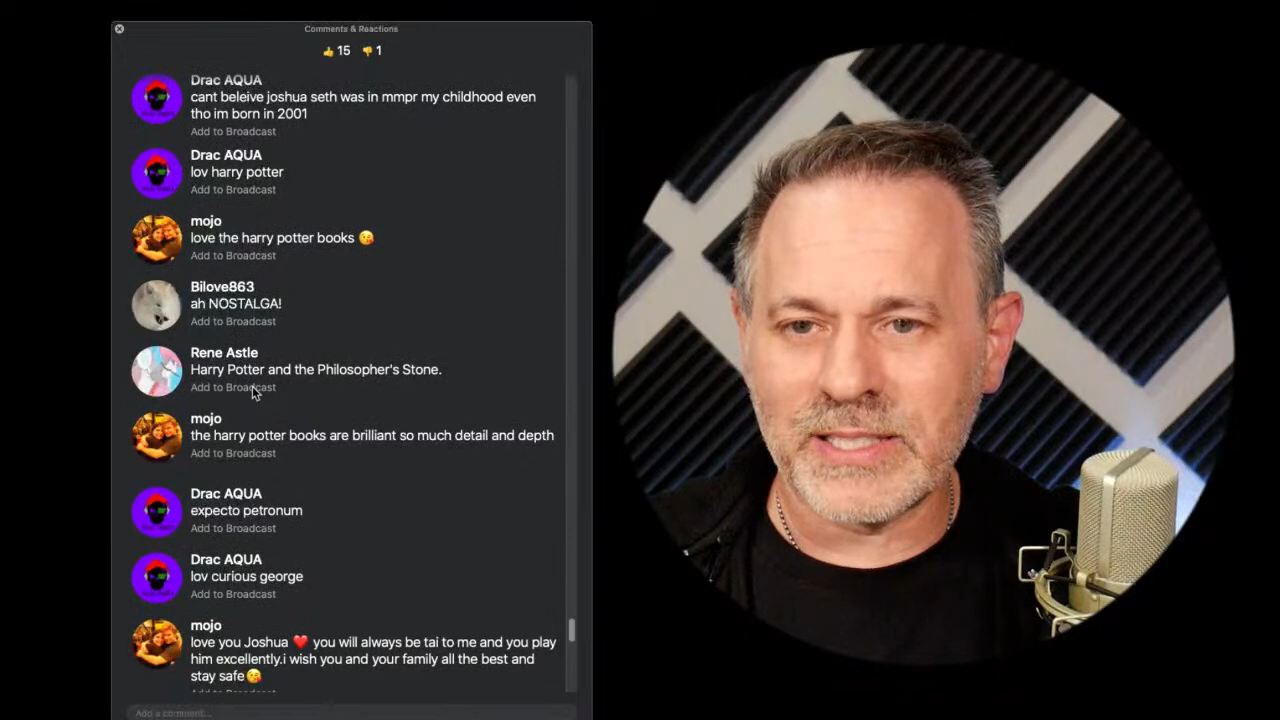 Comments & Reactions
👍 15 👎 1
Drac AQUA
cant beleive joshua seth was in mmpr my childhood even
tho im born in 2001
Add to Broadcast
Drac AQUA
lov harry potter
Add to Broadcast
mojo
love the harry potter books 😘
Add to Broadcast
Bilove863
ah NOSTALGA!
Add to Broadcast
Rene Astle
Harry Potter and the Philosopher's Stone.
Add to Broadcast
mojo
the harry potter books are brilliant so much detail and depth
Add to Broadcast
Drac AQUA
expecto petronum
Add to Broadcast
Drac AQUA
lov curious george
Add to Broadcast
mojo
love you Joshua ❤️ you will always be tai to me and you play
him excellently.i wish you and your family all the best and
stay safe😘
Add to Broadcast
Add a comment...